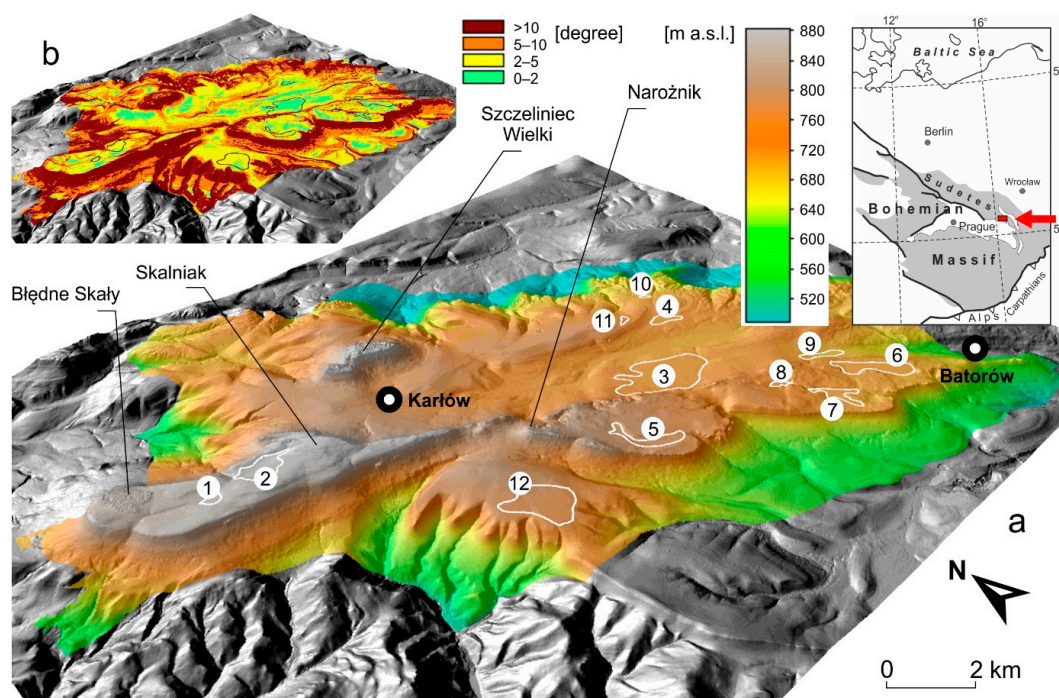 b
>10
5–10
2–5
0–2
[degree]
[m a.s.l.]
880
840
800
760
720
680
640
600
560
520
12°
16°
Baltic Sea
5
Berlin
Wrocław
Sudetes
Bohemian
Prague
Massif
5
Alps
Carpathians
Szczeliniec
Wielki
Narożnik
Skalniak
Błędne Skały
10
4
11
9
6
3
8
Batorów
Karłów
7
5
2
1
12
a
N
0 2 km